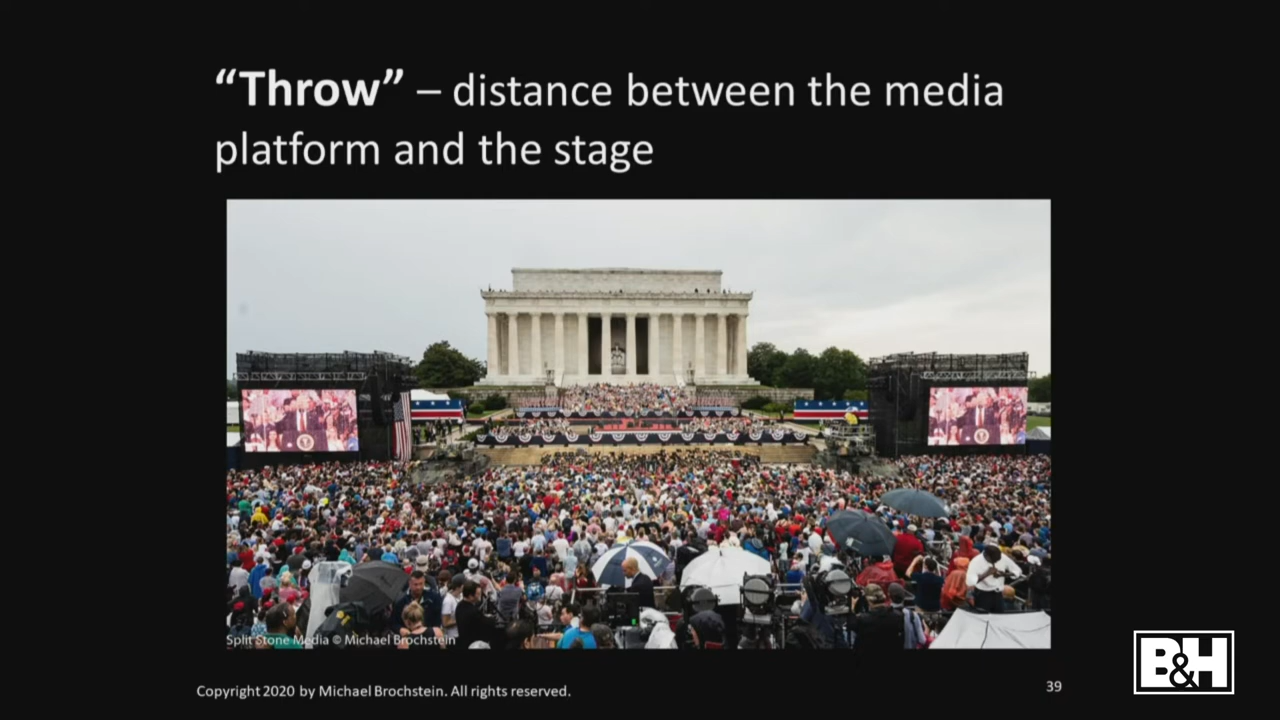 “Throw” – distance between the media
platform and the stage
Split Stone Media © Michael Brochstein
Copyright 2020 by Michael Brochstein. All rights reserved.
39
B&H